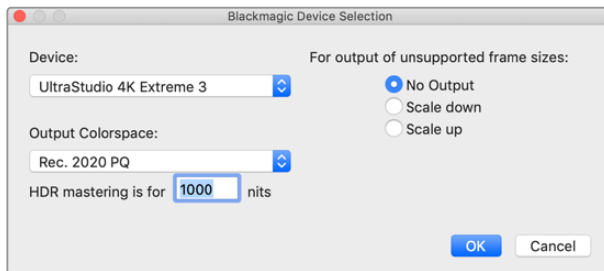 Blackmagic Device Selection
Device:
UltraStudio 4K Extreme 3
Output Colorspace:
Rec. 2020 PQ
HDR mastering is for 1000 nits
For output of unsupported frame sizes:
No Output
Scale down
Scale up
OK
Cancel